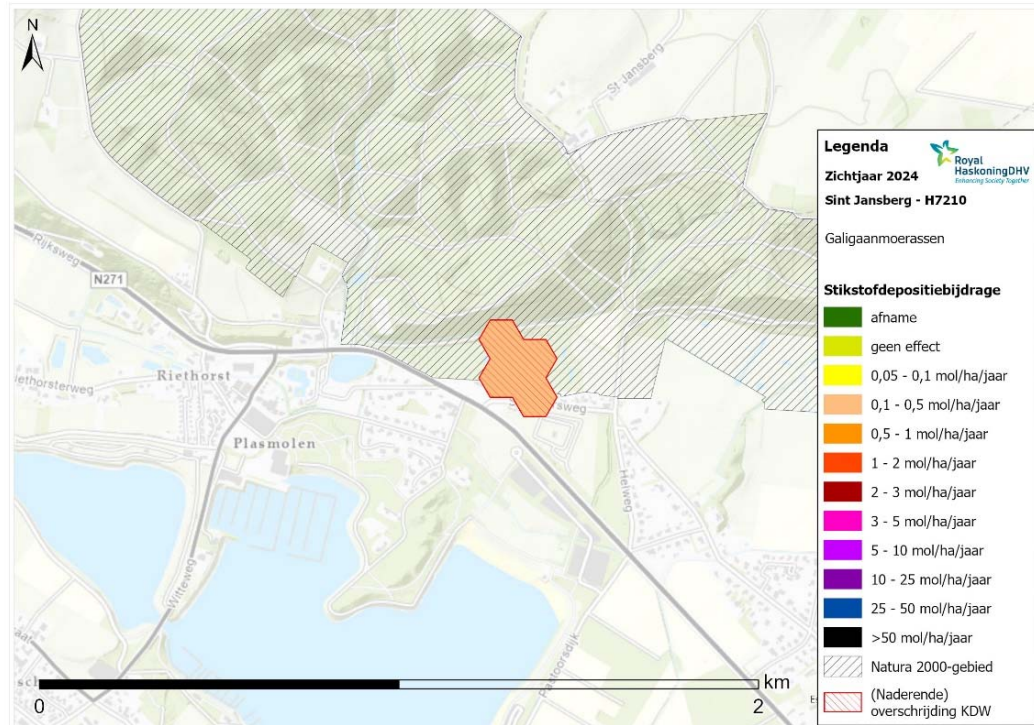 N
St Jansberg
Rijksweg
N271
Riethorst
iethorsterweg
Plasmolen
sweg
Heiweg
Witteweg
Pastoorsdijk
aat
sch
0
2
km
Legenda
Royal
HaskoningDHV
Enhancing Society Together
Zichtjaar 2024
Sint Jansberg - H7210
Galigaanmoerassen
Stikstofdepositiebijdrage
afname
geen effect
0,05 - 0,1 mol/ha/jaar
0,1 - 0,5 mol/ha/jaar
0,5 - 1 mol/ha/jaar
1 - 2 mol/ha/jaar
2 - 3 mol/ha/jaar
3 - 5 mol/ha/jaar
5 - 10 mol/ha/jaar
10 - 25 mol/ha/jaar
25 - 50 mol/ha/jaar
>50 mol/ha/jaar
Natura 2000-gebied
(Naderende)
overschrijding KDW